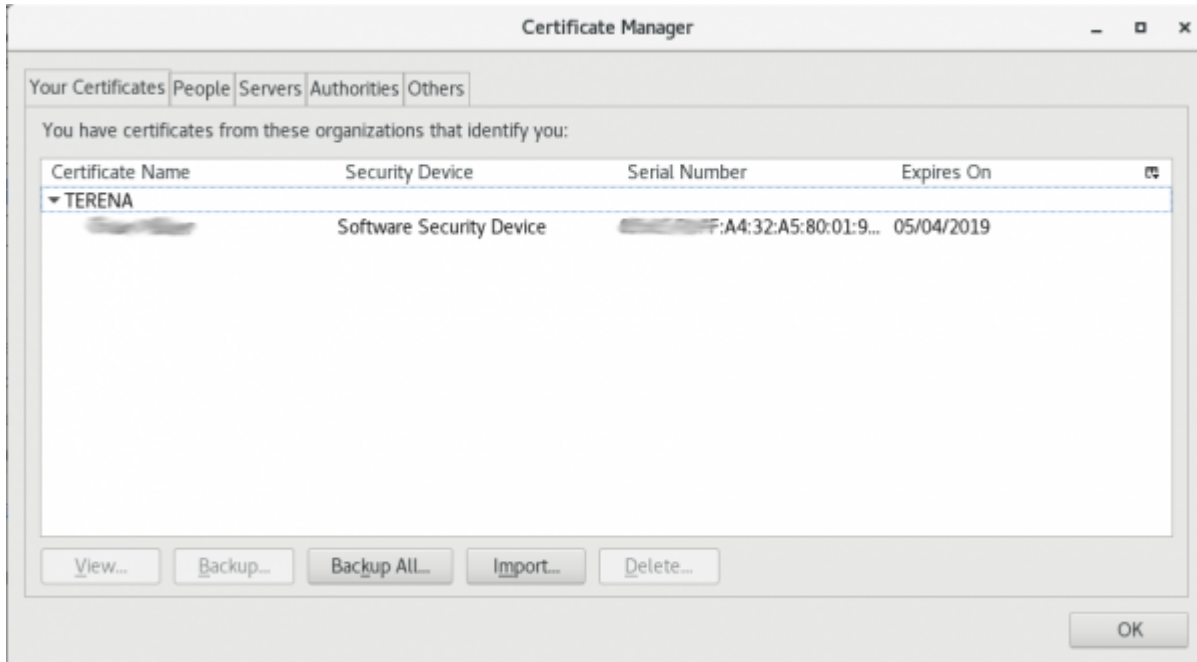 Certificate Manager
Your Certificates People Servers Authorities Others
You have certificates from these organizations that identify you:
Certificate Name Security Device Serial Number Expires On
TERENA
Software Security Device :A4:32:A5:80:01:9... 05/04/2019
View... Backup... Backup All... Import... Delete...
OK